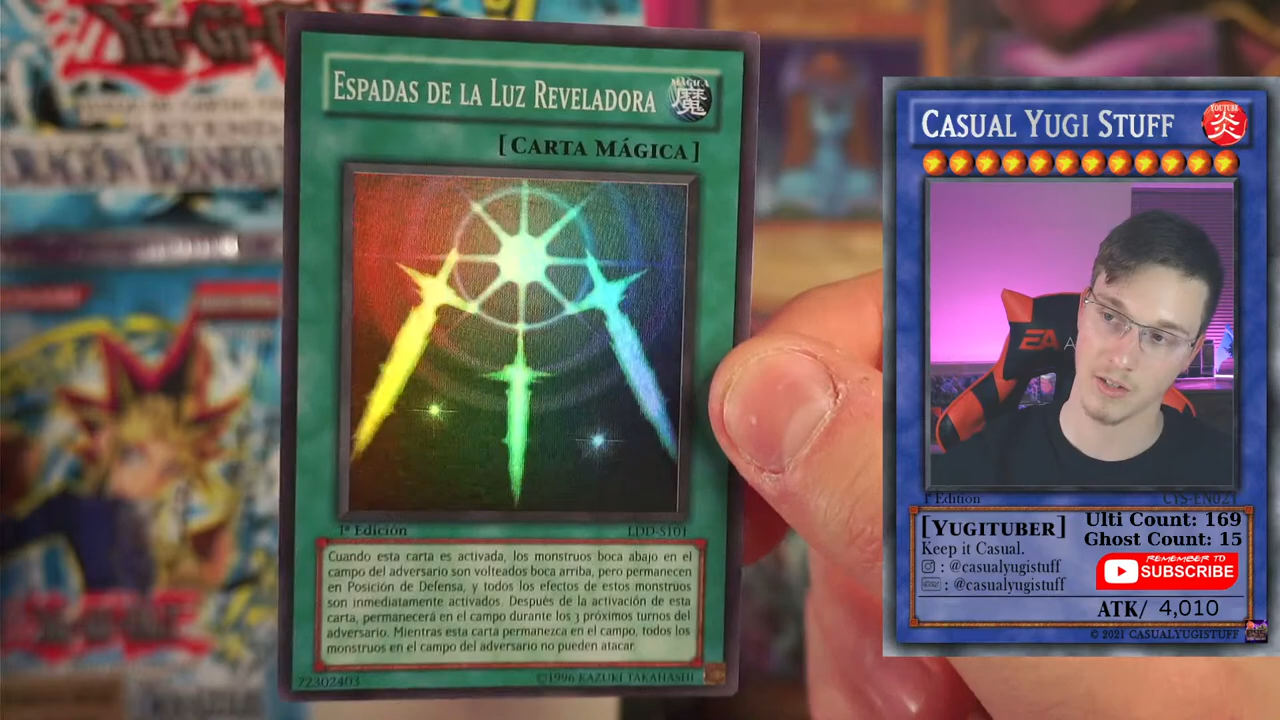 Yu-Gi-O
DRAGÓN BLANCO
ESPADAS DE LA LUZ REVELADORA
MÁGICA
魔
[CARTA MÁGICA]
1ª Edición
LDD-S101
Cuando esta carta es activada, los monstruos boca abajo en el
campo del adversario son volteados boca arriba, pero permanecen
en Posición de Defensa, y todos los efectos de estos monstruos
son inmediatamente activados. Después de la activación de esta
carta, permanecerá en el campo durante los 3 próximos turnos del
adversario. Mientras esta carta permanezca en el campo, todos los
monstruos en el campo del adversario no pueden atacar.
72302403
©1996 KAZUKI TAKAHASHI
CASUAL YUGI STUFF
YOUTUBE
炎
EA
A
1st Edition
CYS-EN021
[YUGITUBER]
Ulti Count: 169
Keep it Casual.
Ghost Count: 15
: @casualyugistuff
: @casualyugistuff
REMEMBER TO
SUBSCRIBE
ATK/ 4,010
© 2021 CASUALYUGISTUFF